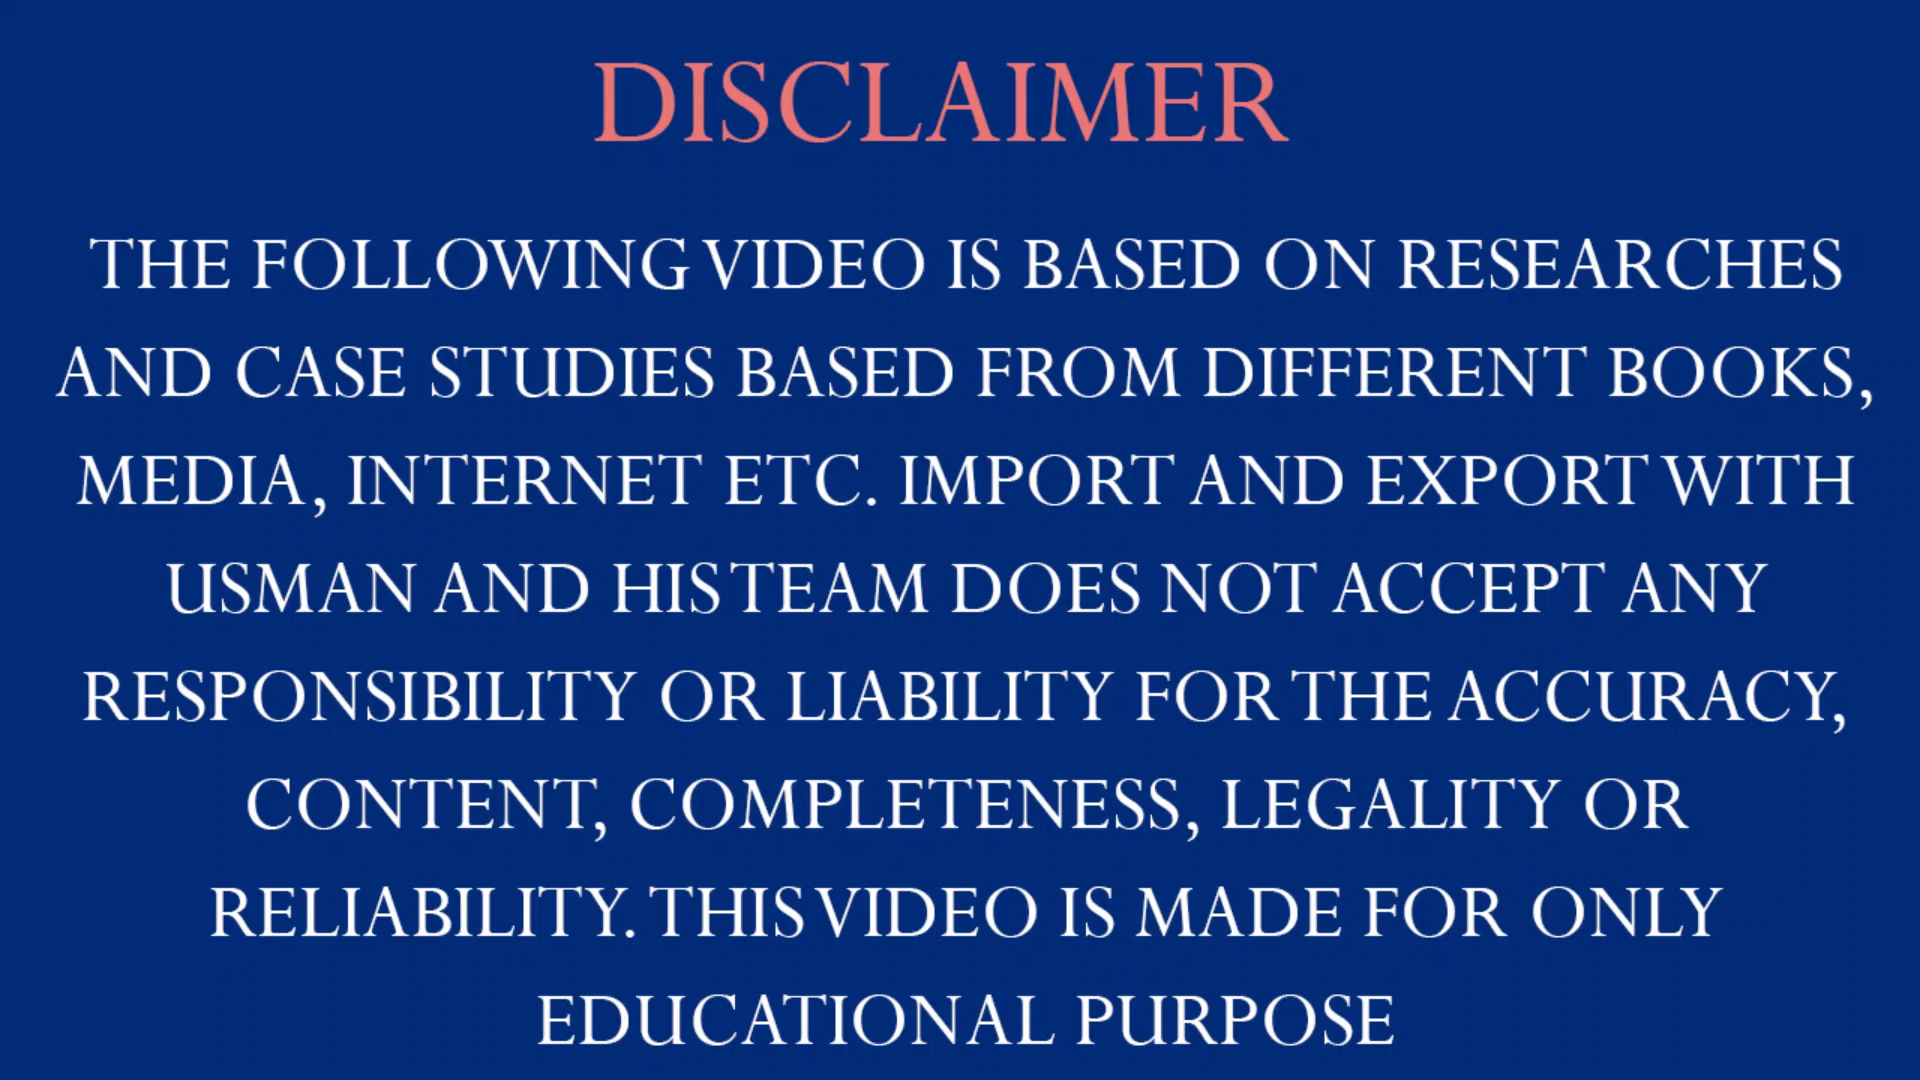 DISCLAIMER
THE FOLLOWING VIDEO IS BASED ON RESEARCHES
AND CASE STUDIES BASED FROM DIFFERENT BOOKS,
MEDIA, INTERNET ETC. IMPORT AND EXPORT WITH
USMAN AND HIS TEAM DOES NOT ACCEPT ANY
RESPONSIBILITY OR LIABILITY FOR THE ACCURACY,
CONTENT, COMPLETENESS, LEGALITY OR
RELIABILITY. THIS VIDEO IS MADE FOR ONLY
EDUCATIONAL PURPOSE